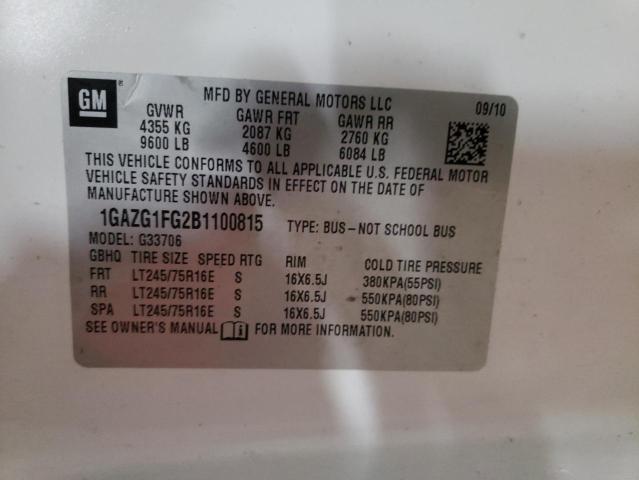 GM
MFD BY GENERAL MOTORS LLC 09/10
GVWR GAWR FRT GAWR RR
4355 KG 2087 KG 2760 KG
9600 LB 4600 LB 6084 LB
THIS VEHICLE CONFORMS TO ALL APPLICABLE U.S. FEDERAL MOTOR
VEHICLE SAFETY STANDARDS IN EFFECT ON THE DATE OF
MANUFACTURE SHOWN ABOVE.
1GAZG1FG2B1100815 TYPE: BUS-NOT SCHOOL BUS
MODEL: G33706
GBHQ TIRE SIZE SPEED RTG RIM COLD TIRE PRESSURE
FRT LT245/75R16E S 16X6.5J 380KPA(55PSI)
RR LT245/75R16E S 16X6.5J 550KPA(80PSI)
SPA LT245/75R16E S 16X6.5J 550KPA(80PSI)
SEE OWNER'S MANUAL FOR MORE INFORMATION.